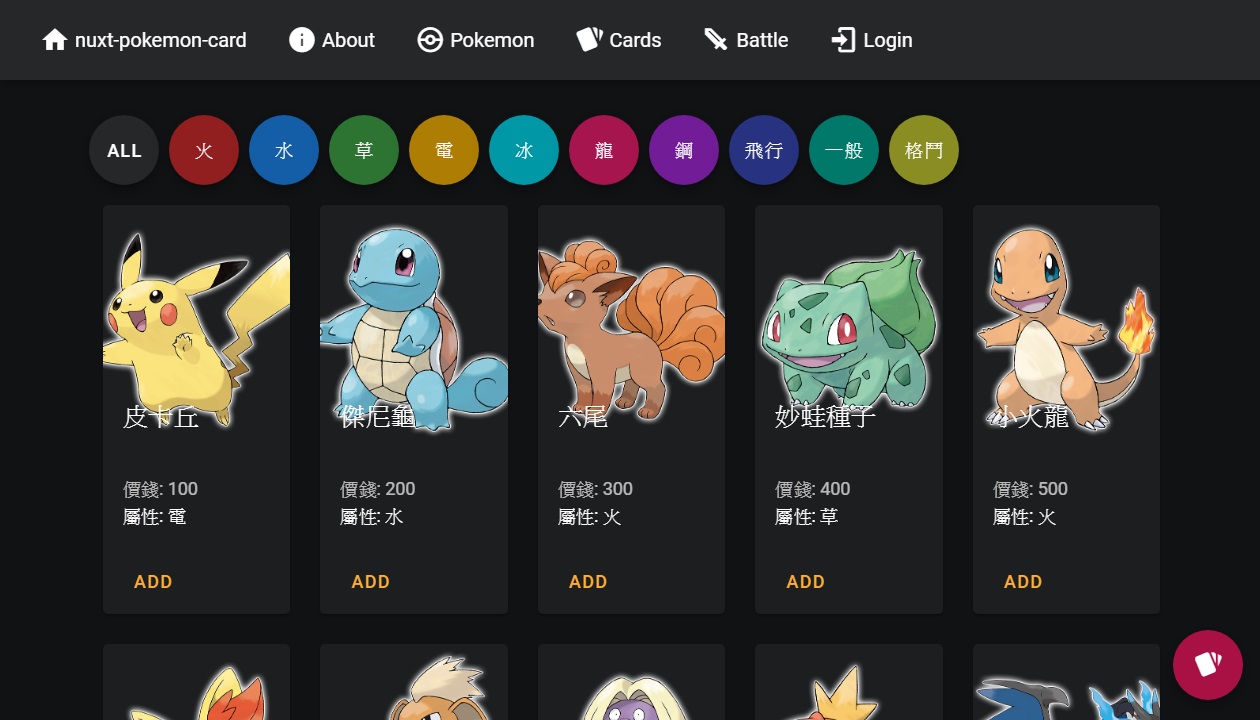 nuxt-pokemon-card About Pokemon Cards Battle Login
ALL 火 水 草 電 冰 龍 鋼 飛行 一般 格鬥
皮卡丘 傑尼龜 六尾 妙蛙種子 小火龍
價錢: 100 價錢: 200 價錢: 300 價錢: 400 價錢: 500
屬性: 電 屬性: 水 屬性: 火 屬性: 草 屬性: 火
ADD ADD ADD ADD ADD